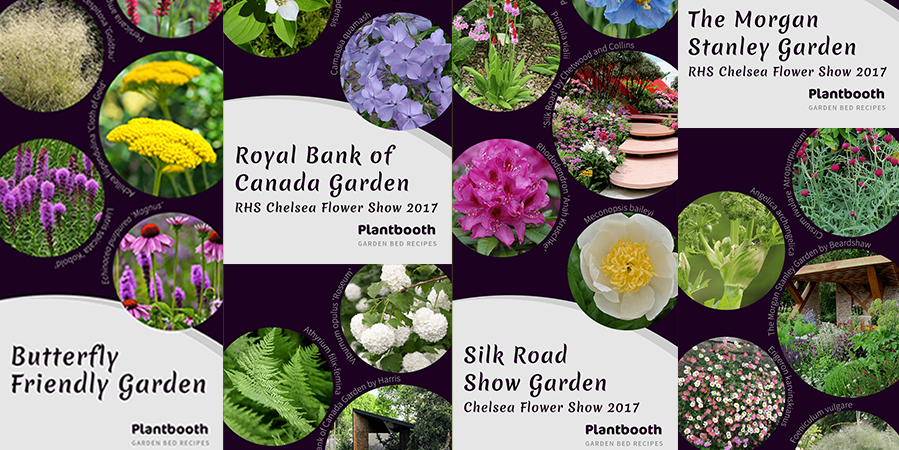 Persicaria
'Goldtau'
Achillea filipendulina 'Cloth of Gold'
Liatris spicata 'Kobold'
Echinacea purpurea 'Magnus'
Butterfly
Friendly Garden
Plantbooth
GARDEN BED RECIPES
Camassia quamash
Royal Bank of
Canada Garden
RHS Chelsea Flower Show 2017
Plantbooth
GARDEN BED RECIPES
Viburnum opulus 'Roseum'
Athyrium filix-femina
Bank of Canada Garden by Harris
Primula vialii
'Silk Road' by Chetwood and Collins
Rhododendron 'Anah Kruschke'
Meconopsis baileyi
Silk Road
Show Garden
Chelsea Flower Show 2017
Plantbooth
GARDEN BED RECIPES
The Morgan
Stanley Garden
RHS Chelsea Flower Show 2017
Plantbooth
GARDEN BED RECIPES
Cirsium rivulare 'Atropurpureum'
Angelica archangelica
The Morgan Stanley Garden by Beardshaw
Erigeron karvinskianus
Foeniculum vulgare